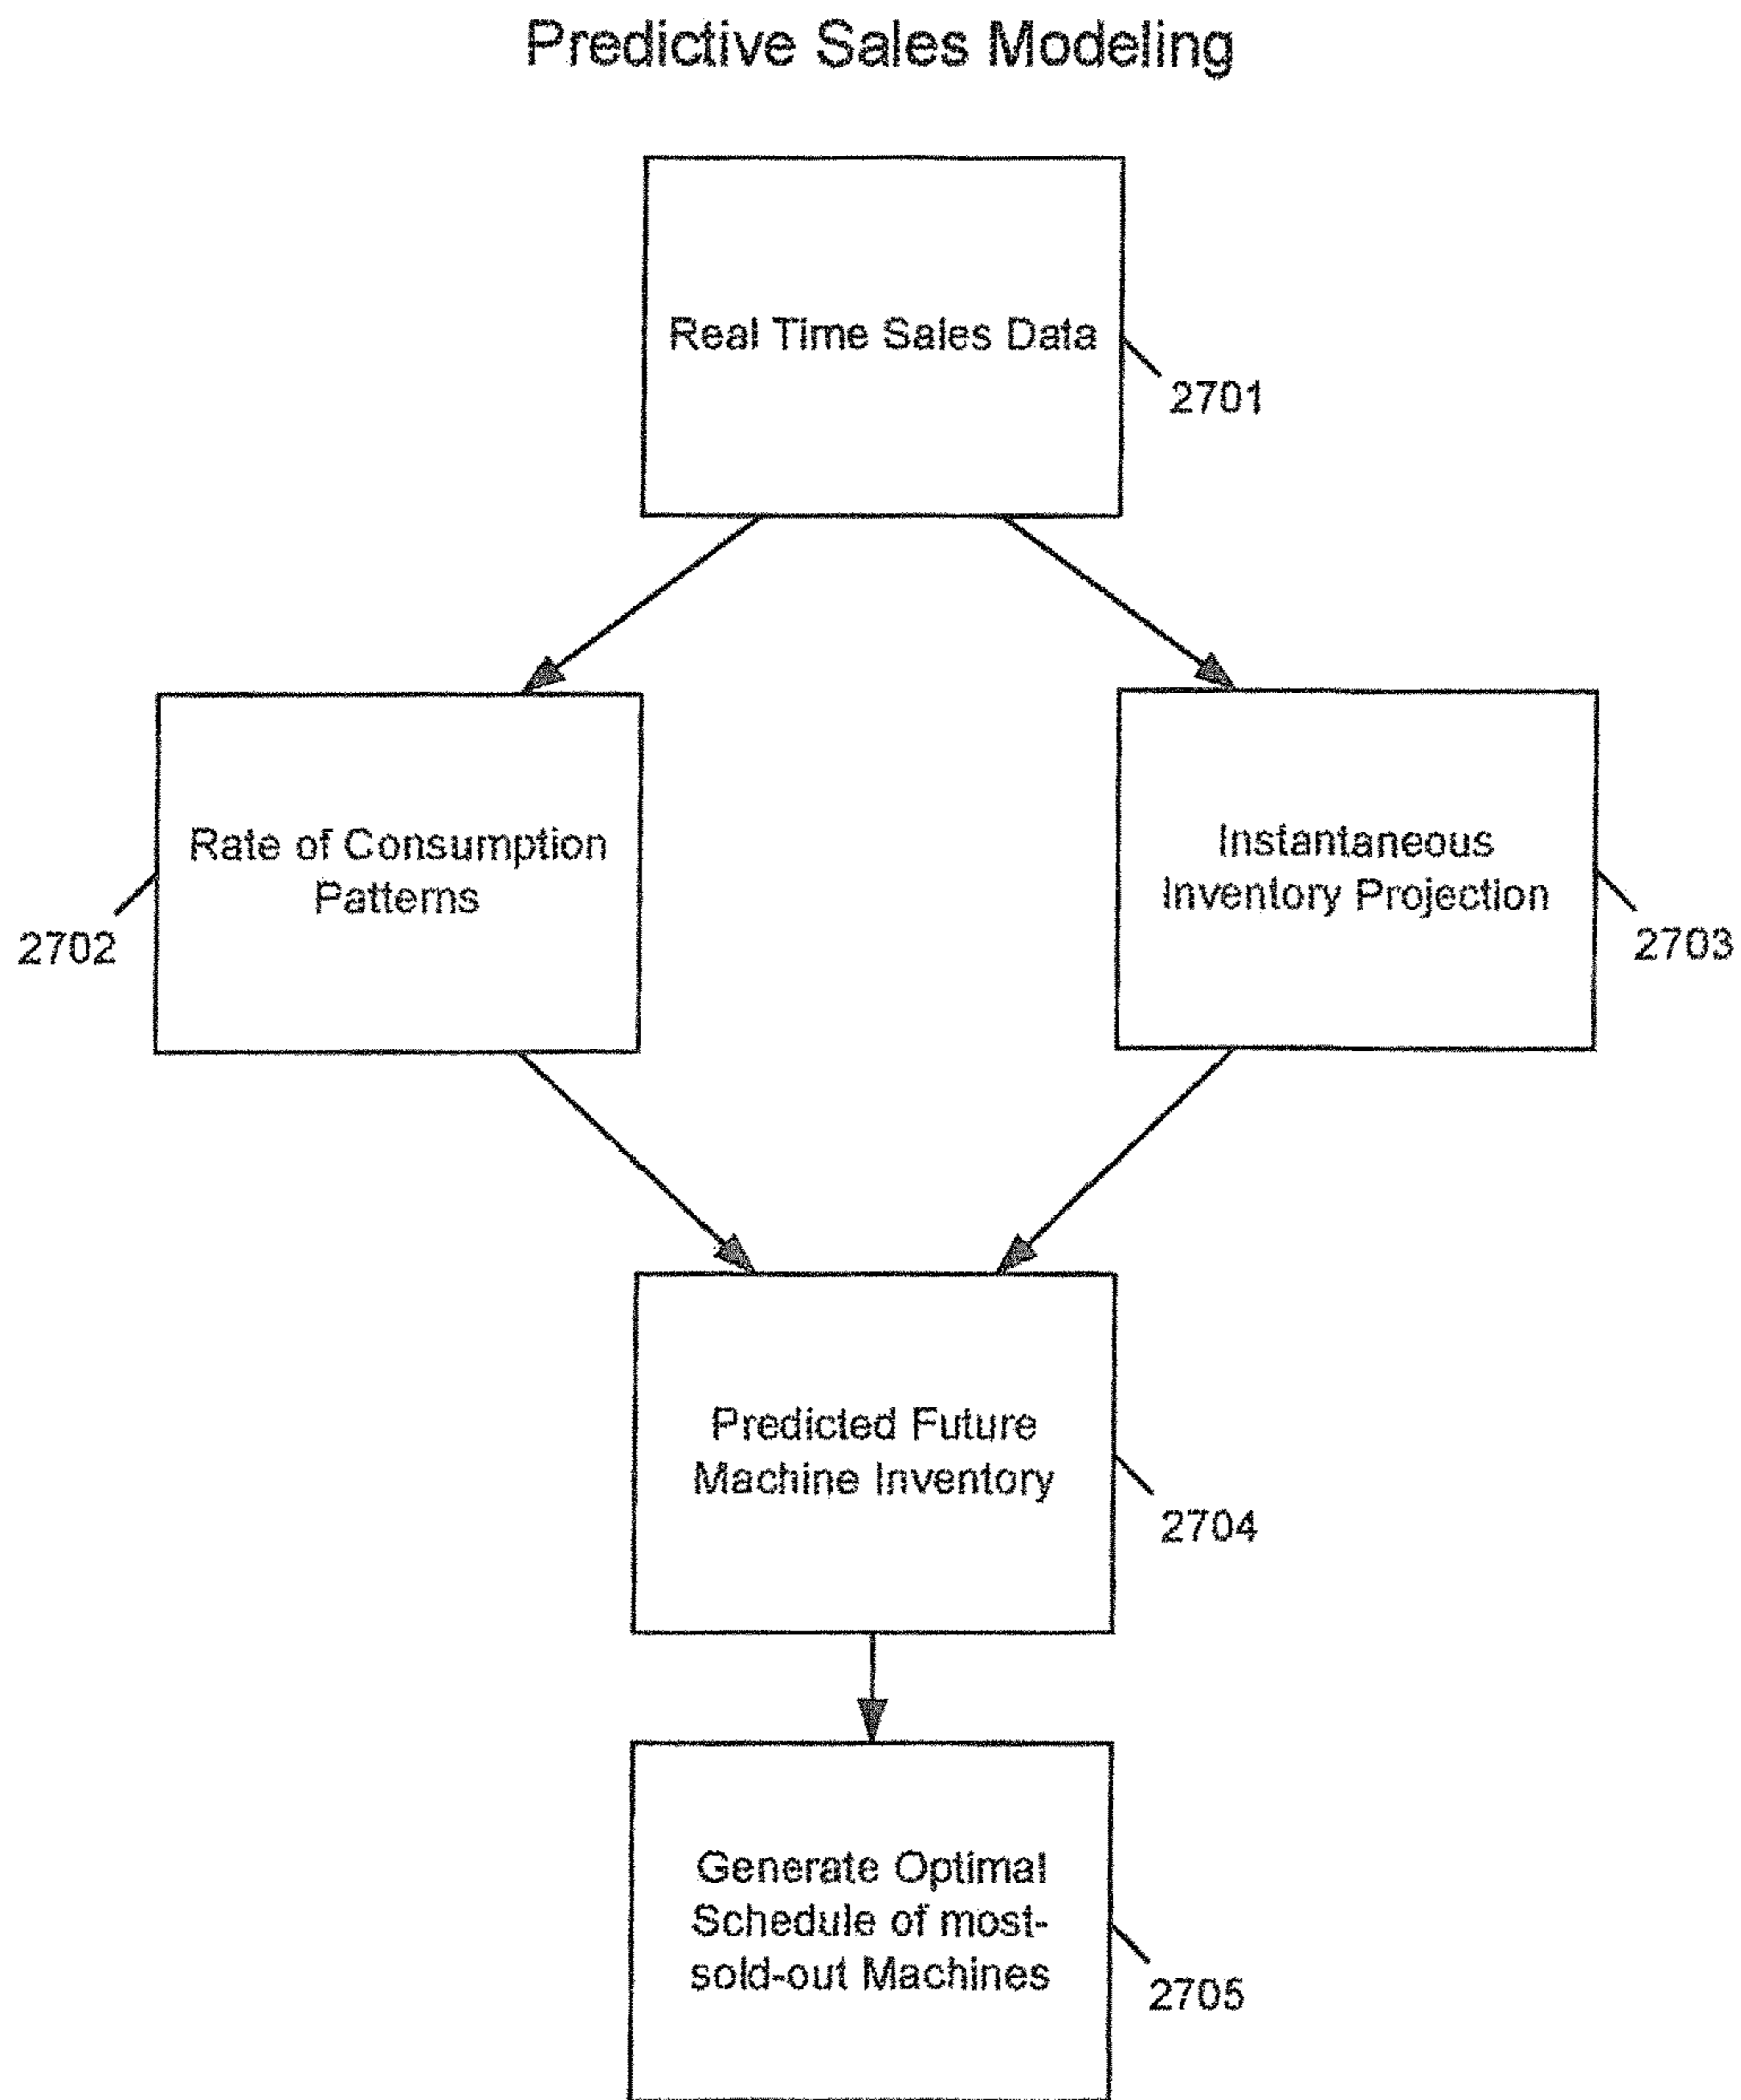 Predictive Sales Modeling
Real Time Sales Data
2701
Rate of Consumption
Patterns
2702
Instantaneous
Inventory Projection
2703
Predicted Future
Machine Inventory
2704
Generate Optimal
Schedule of most-
sold-out Machines
2705